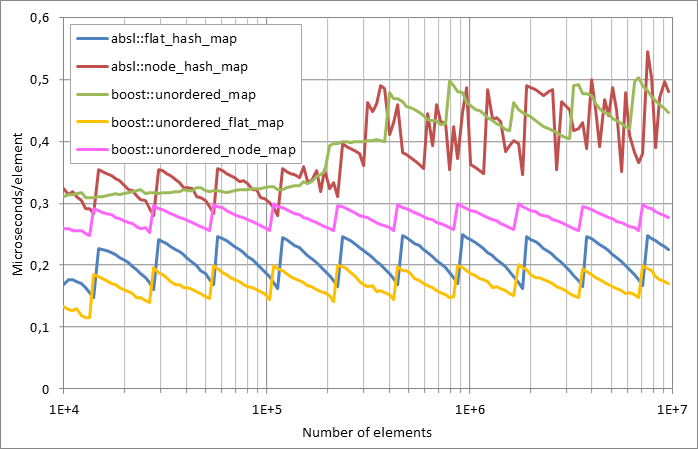 0,6
0,5
0,4
0,3
0,2
0,1
0
Microseconds/element
absl::flat_hash_map
absl::node_hash_map
boost::unordered_map
boost::unordered_flat_map
boost::unordered_node_map
1E+4 1E+5 1E+6 1E+7
Number of elements